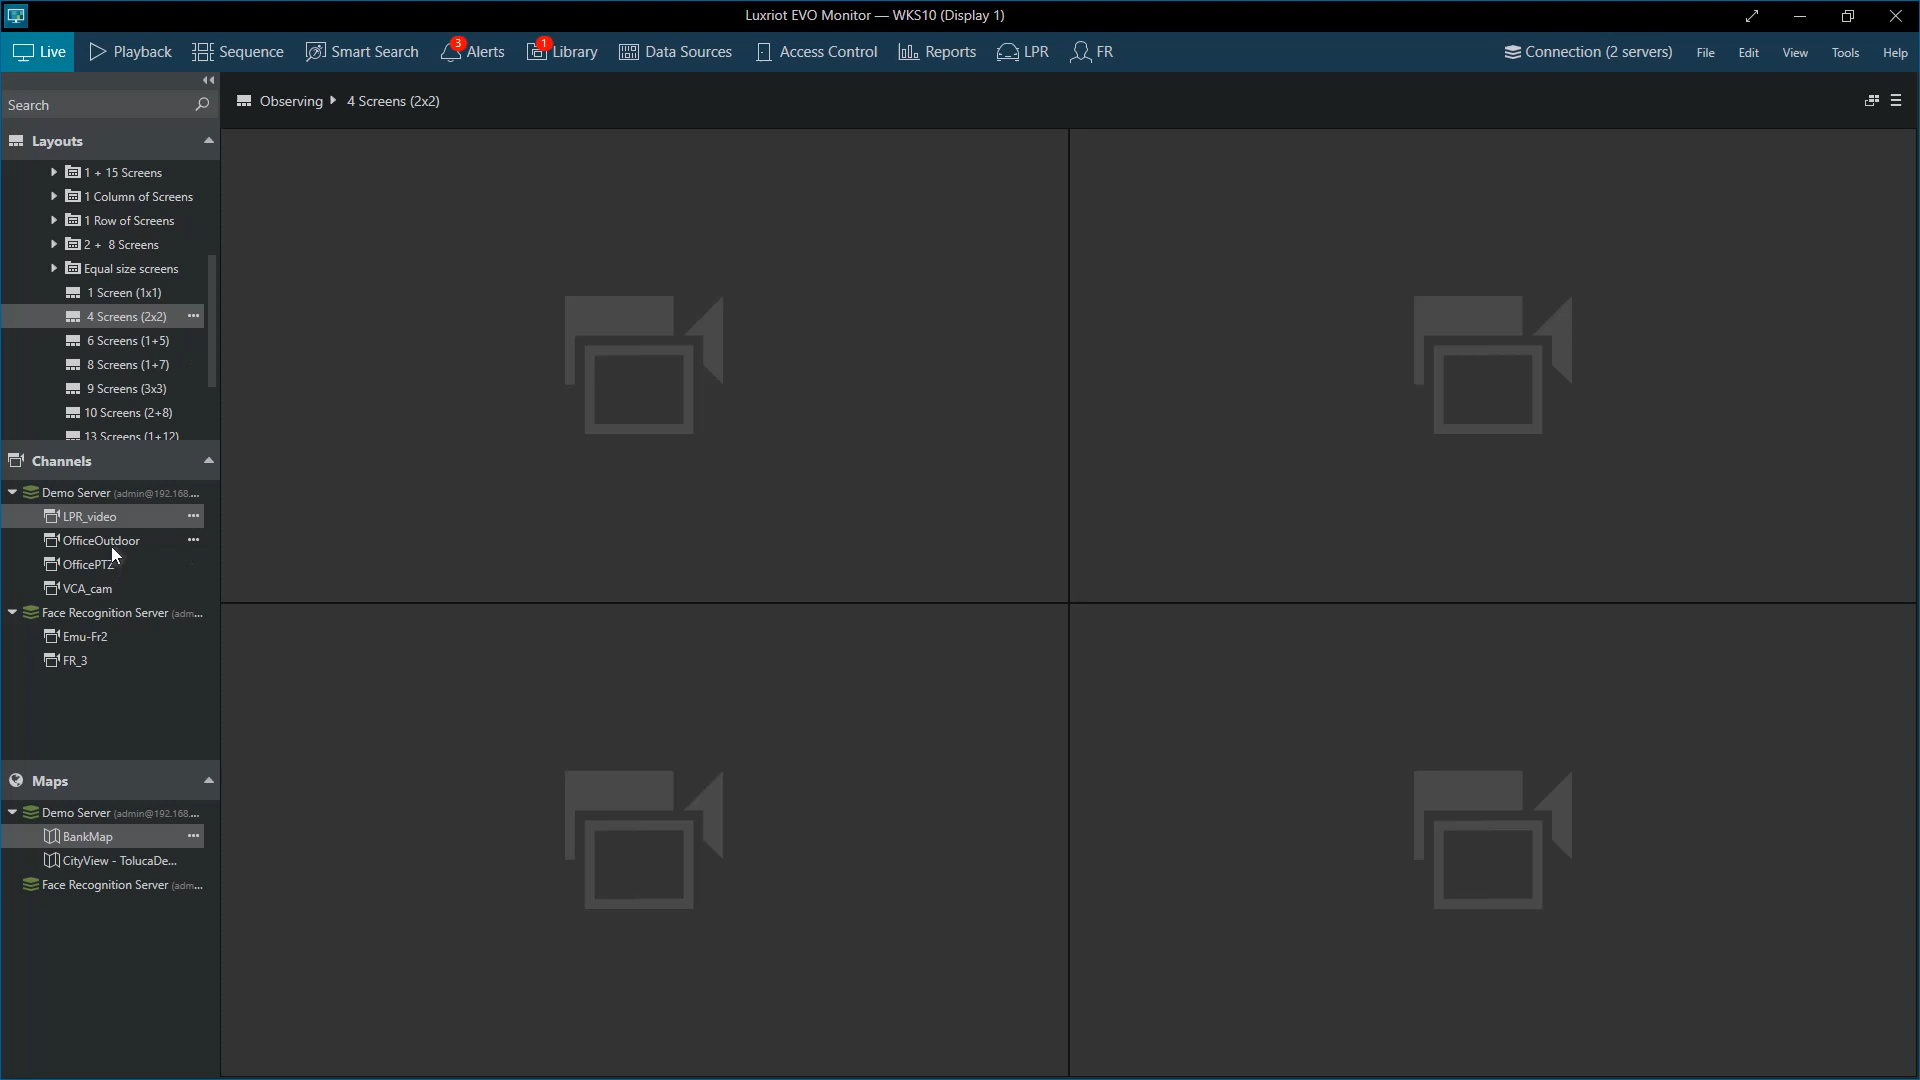 Luxriot EVO Monitor — WKS10 (Display 1)
Live Playback Sequence Smart Search 3 Alerts 1 Library Data Sources Access Control Reports LPR FR Connection (2 servers) File Edit View Tools Help
Search
Observing 4 Screens (2x2)
Layouts
1 + 15 Screens
1 Column of Screens
1 Row of Screens
2 + 8 Screens
Equal size screens
1 Screen (1x1)
4 Screens (2x2) ...
6 Screens (1+5)
8 Screens (1+7)
9 Screens (3x3)
10 Screens (2+8)
13 Screens (1+12)
Channels
Demo Server (admin@192.168....
LPR_video ...
OfficeOutdoor ...
OfficePTZ
VCA_cam
Face Recognition Server (adm...
Emu-Fr2
FR_3
Maps
Demo Server (admin@192.168....
BankMap ...
CityView - TolucaDe...
Face Recognition Server (adm...